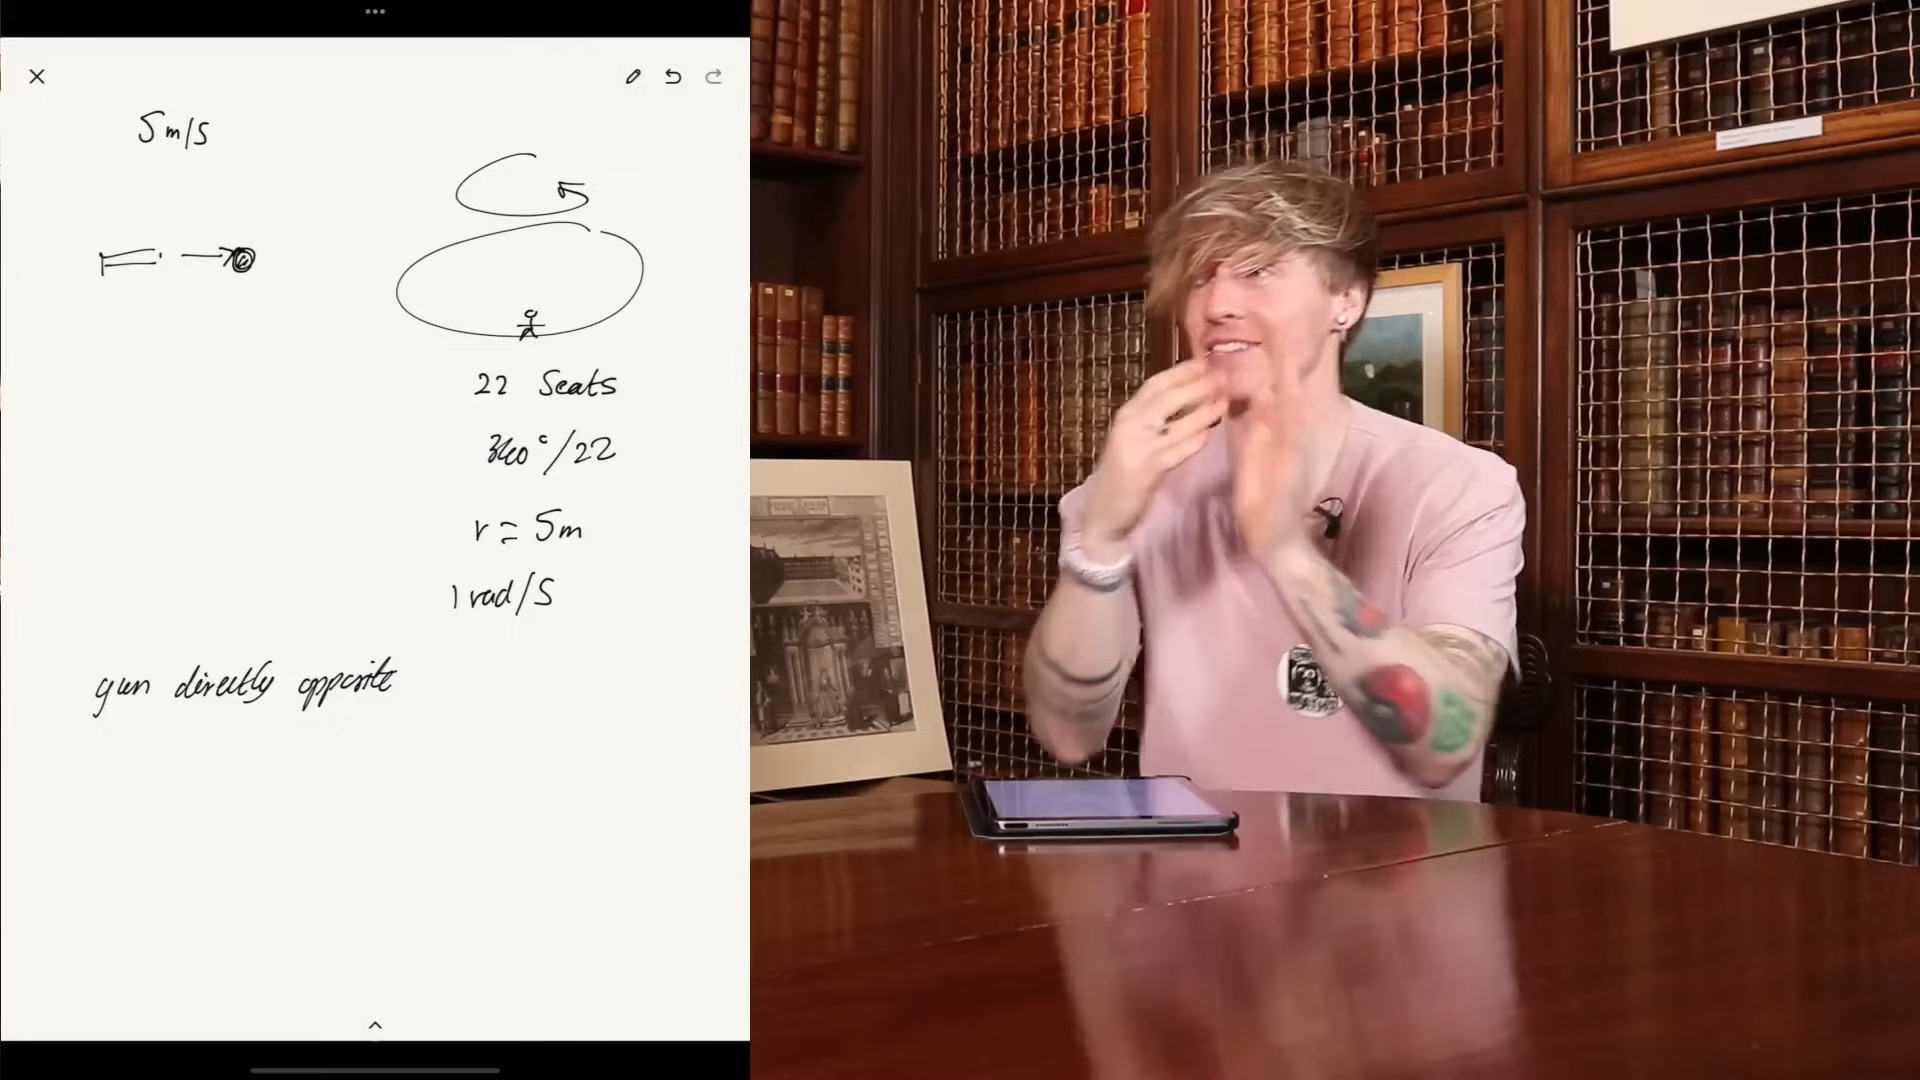 5m/s
22 Seats
360°/22
r = 5m
1 rad/s
gun directly opposite